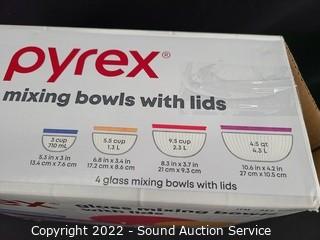 pyrex®
mixing bowls with lids
3 cup 5.5 cup 9.5 cup 4.5 qt.
710 mL 1.3 L 2.3 L 4.3 L
5.3 in x 3 in 6.8 in x 3.4 in 8.3 in x 3.7 in 10.6 in x 4.2 in
13.4 cm x 7.6 cm 17.2 cm x 8.6 cm 21 cm x 9.3 cm 27 cm x 10.5 cm
4 glass mixing bowls with lids
glass mixing bow
Copyright 2022 - Sound Auction Service